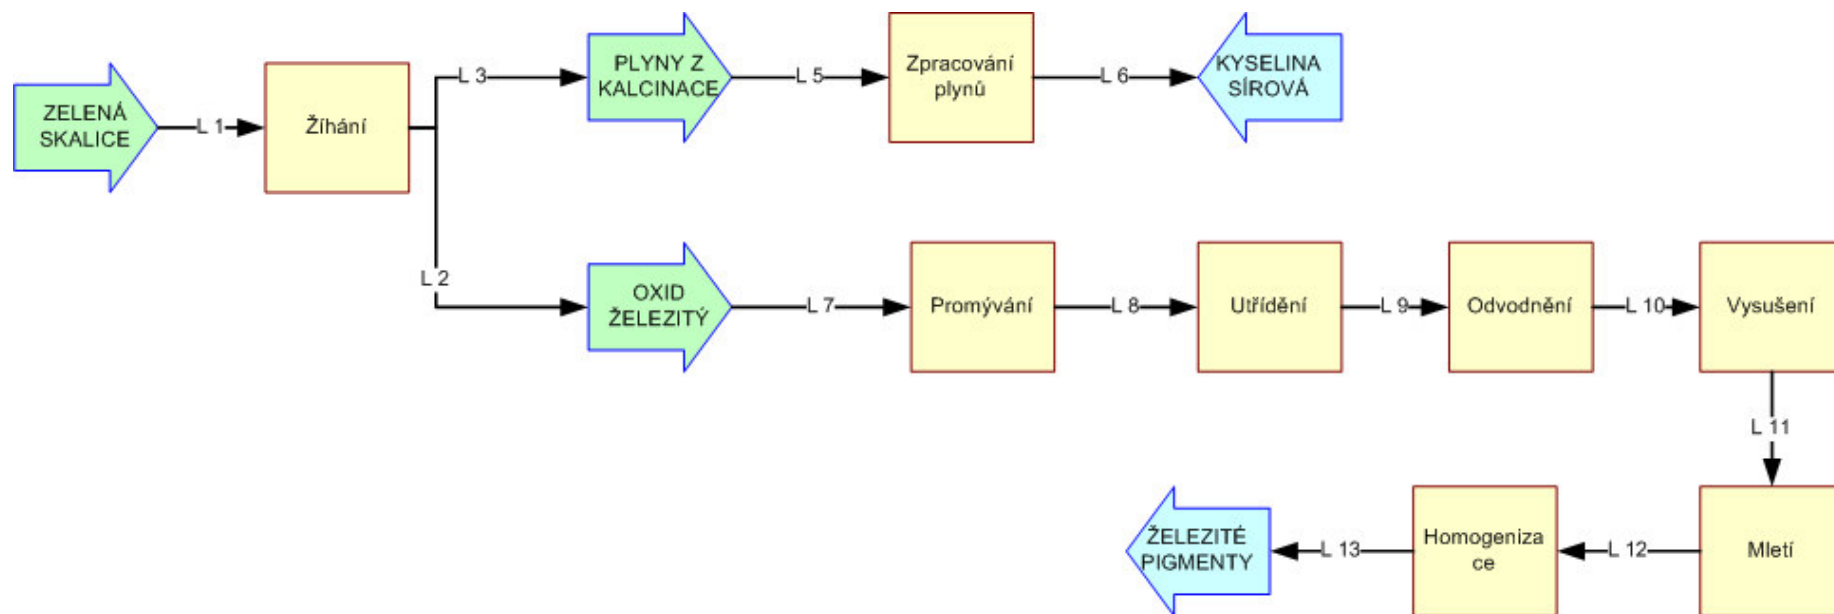 ZELENÁ
SKALICE
L 1
Žíhání
L 3
PLYNY Z
KALCINACE
L 5
Zpracování
plynů
L 6
KYSELINA
SÍROVÁ
L 2
OXID
ŽELEZITÝ
L 7
Promývání
L 8
Utřídění
L 9
Odvodnění
L 10
Vysušení
L 11
Mletí
L 12
Homogeniza
ce
L 13
ŽELEZITÉ
PIGMENTY